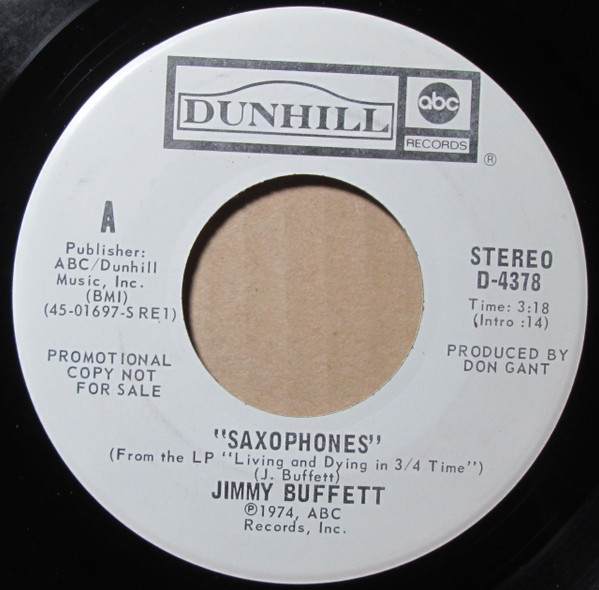 DUNHILL
abc
RECORDS
®
A
Publisher:
ABC/Dunhill
Music, Inc.
(BMI)
(45-01697-S RE1)
PROMOTIONAL
COPY NOT
FOR SALE
STEREO
D-4378
Time: 3:18
(Intro :14)
PRODUCED BY
DON GANT
"SAXOPHONES"
(From the LP "Living and Dying in 3/4 Time")
(J. Buffett)
JIMMY BUFFETT
℗1974, ABC
Records, Inc.